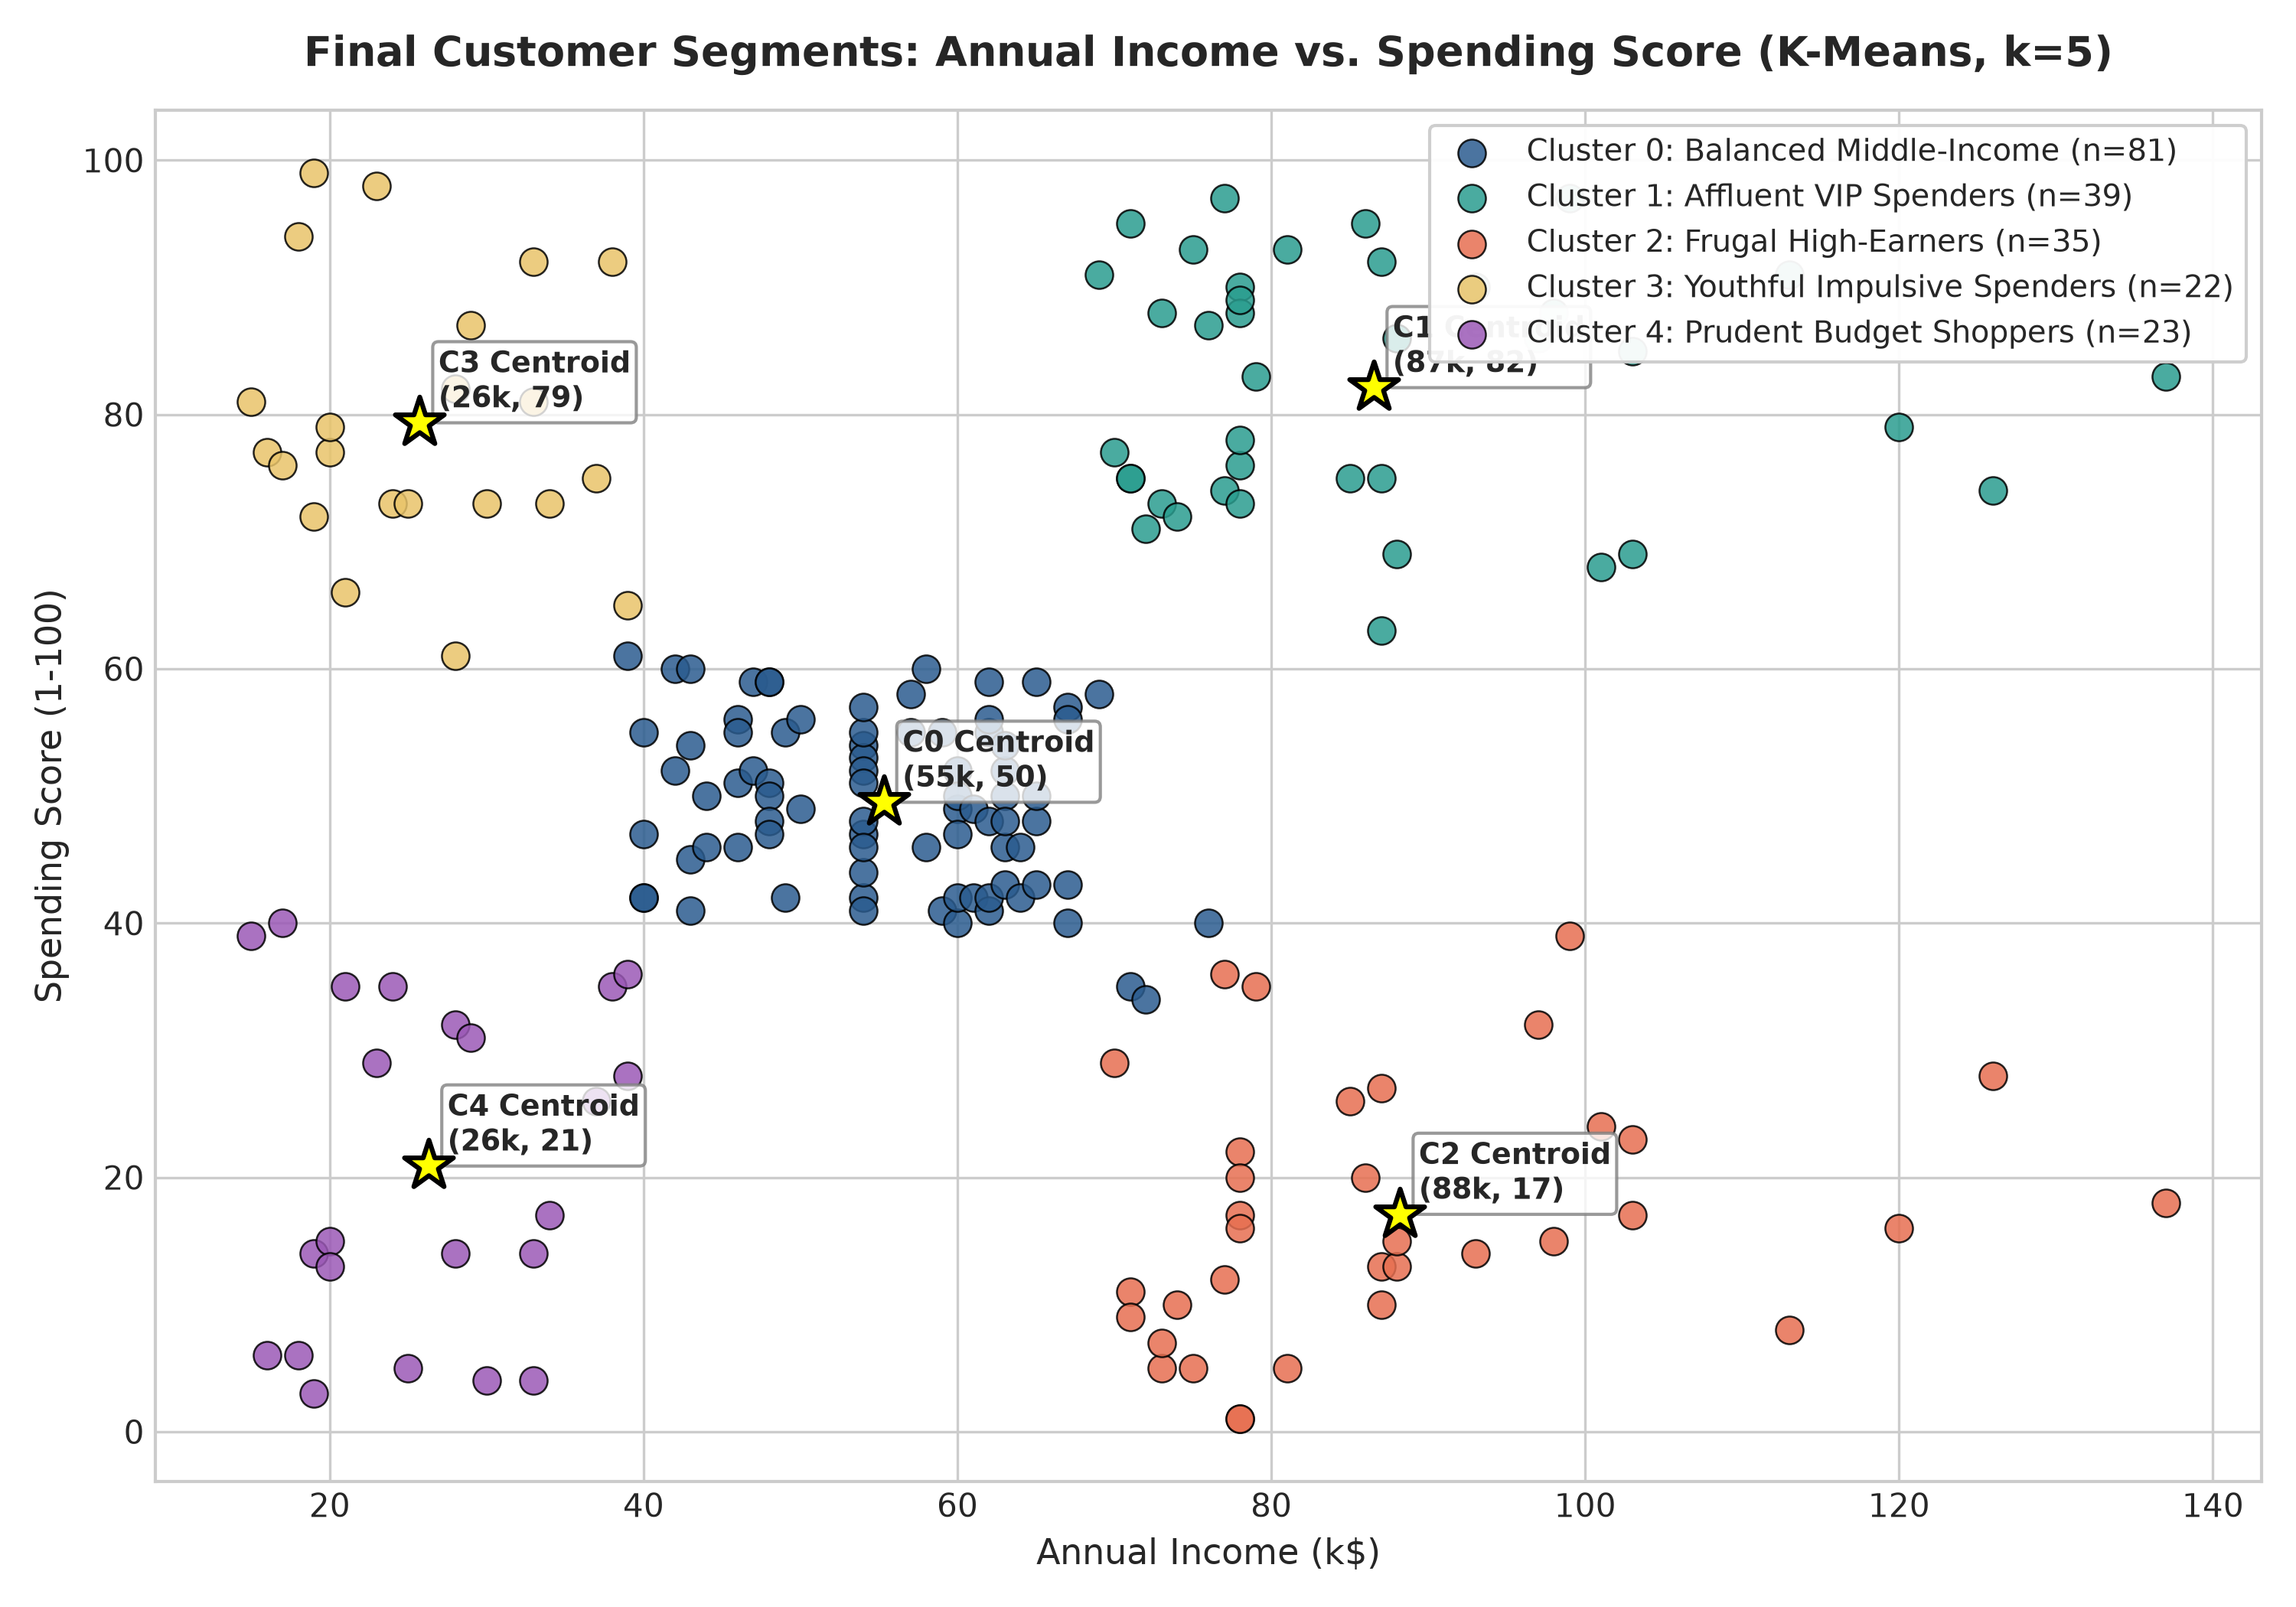 Final Customer Segments: Annual Income vs. Spending Score (K-Means, k=5)
Cluster 0: Balanced Middle-Income (n=81)
Cluster 1: Affluent VIP Spenders (n=39)
Cluster 2: Frugal High-Earners (n=35)
Cluster 3: Youthful Impulsive Spenders (n=22)
Cluster 4: Prudent Budget Shoppers (n=23)
C3 Centroid
(26k, 79)
C1 Centroid
(87k, 82)
C0 Centroid
(55k, 50)
C4 Centroid
(26k, 21)
C2 Centroid
(88k, 17)
Spending Score (1-100)
100
80
60
40
20
0
20
40
60
80
100
120
140
Annual Income (k$)